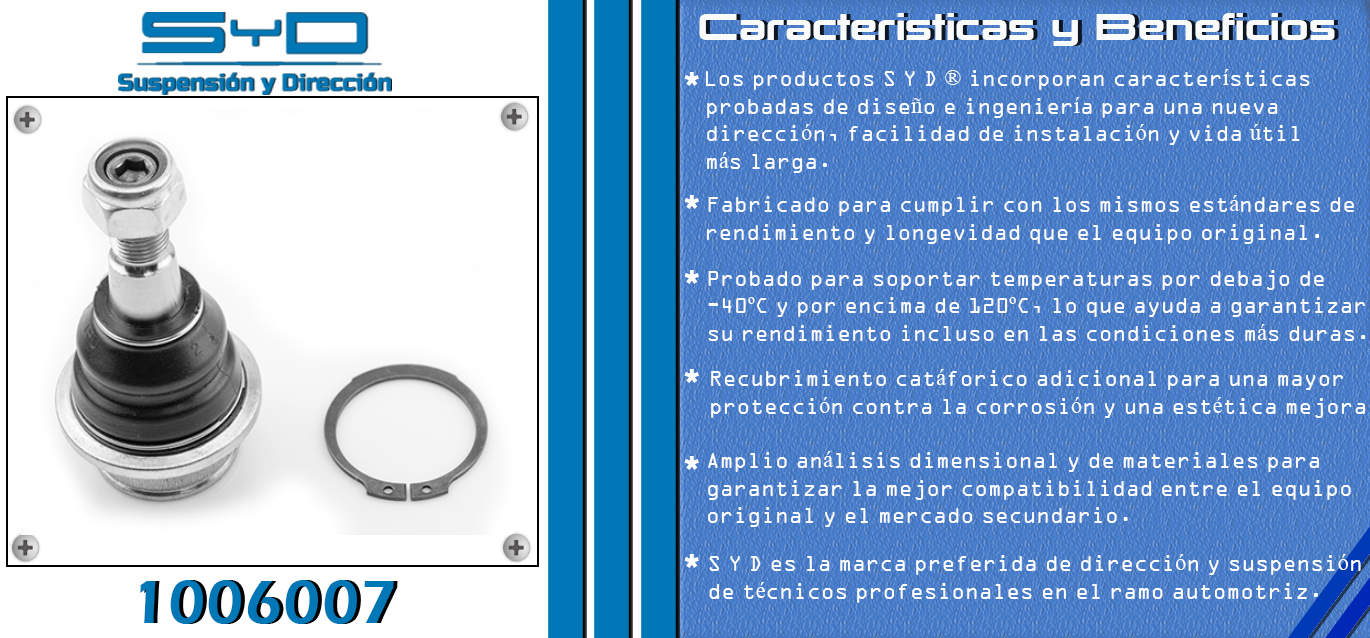 SYD
Suspensión y Dirección
1006007
Caracteristicas y Beneficios
* Los productos S Y D ® incorporan características
probadas de diseño e ingeniería para una nueva
dirección, facilidad de instalación y vida útil
más larga.
* Fabricado para cumplir con los mismos estándares de
rendimiento y longevidad que el equipo original.
* Probado para soportar temperaturas por debajo de
-40°C y por encima de 120°C, lo que ayuda a garantizar
su rendimiento incluso en las condiciones más duras.
* Recubrimiento catáforico adicional para una mayor
protección contra la corrosión y una estética mejora
* Amplio análisis dimensional y de materiales para
garantizar la mejor compatibilidad entre el equipo
original y el mercado secundario.
* S Y D es la marca preferida de dirección y suspensión
de técnicos profesionales en el ramo automotriz.